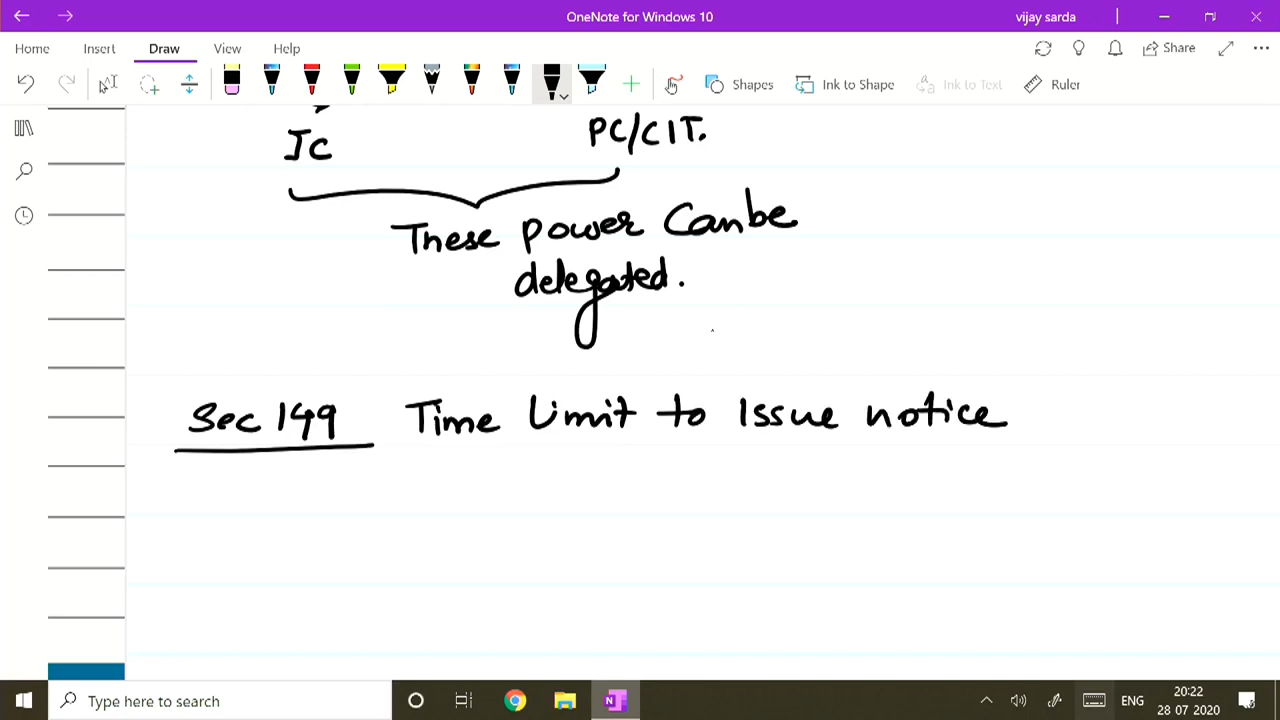 OneNote for Windows 10
vijay sarda
Home Insert Draw View Help
Share
Shapes Ink to Shape Ink to Text Ruler
Jc PC/CIT.
These power Canbe
delegated.
Sec 149 Time Limit to Issue notice
Type here to search
ENG
20:22
28 07 2020